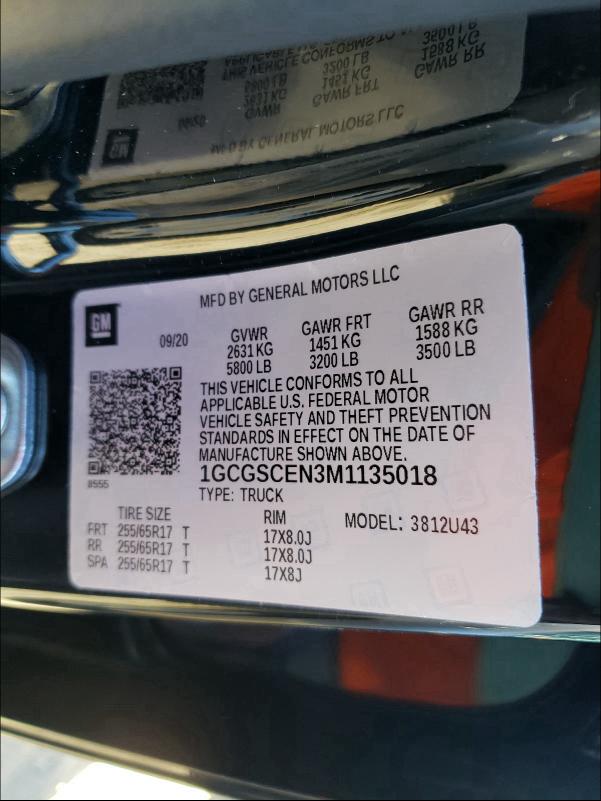 MFD BY GENERAL MOTORS LLC
GM
09/20
GVWR GAWR FRT GAWR RR
2631 KG 1451 KG 1588 KG
5800 LB 3200 LB 3500 LB
THIS VEHICLE CONFORMS TO ALL
APPLICABLE U.S. FEDERAL MOTOR
VEHICLE SAFETY AND THEFT PREVENTION
STANDARDS IN EFFECT ON THE DATE OF
MANUFACTURE SHOWN ABOVE.
8555
1GCGSCEN3M1135018
TYPE: TRUCK
TIRE SIZE RIM MODEL: 3812U43
FRT 255/65R17 T 17X8.0J
RR 255/65R17 T 17X8.0J
SPA 255/65R17 T 17X8J